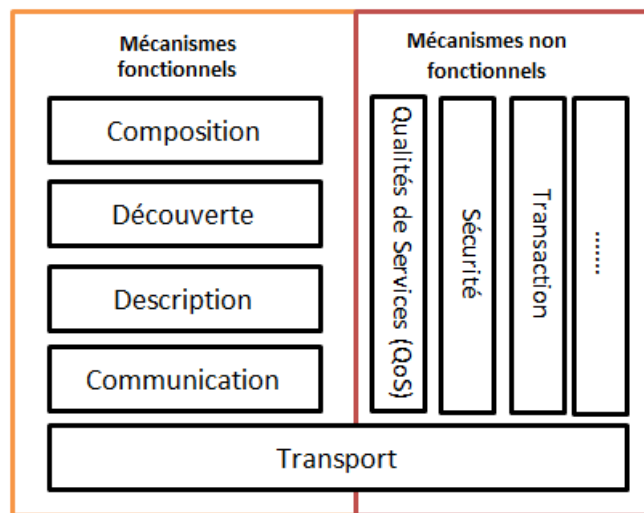 Mécanismes
fonctionnels
Composition
Découverte
Description
Communication
Mécanismes non
fonctionnels
Qualités de Services (QoS)
Sécurité
Transaction
........
Transport